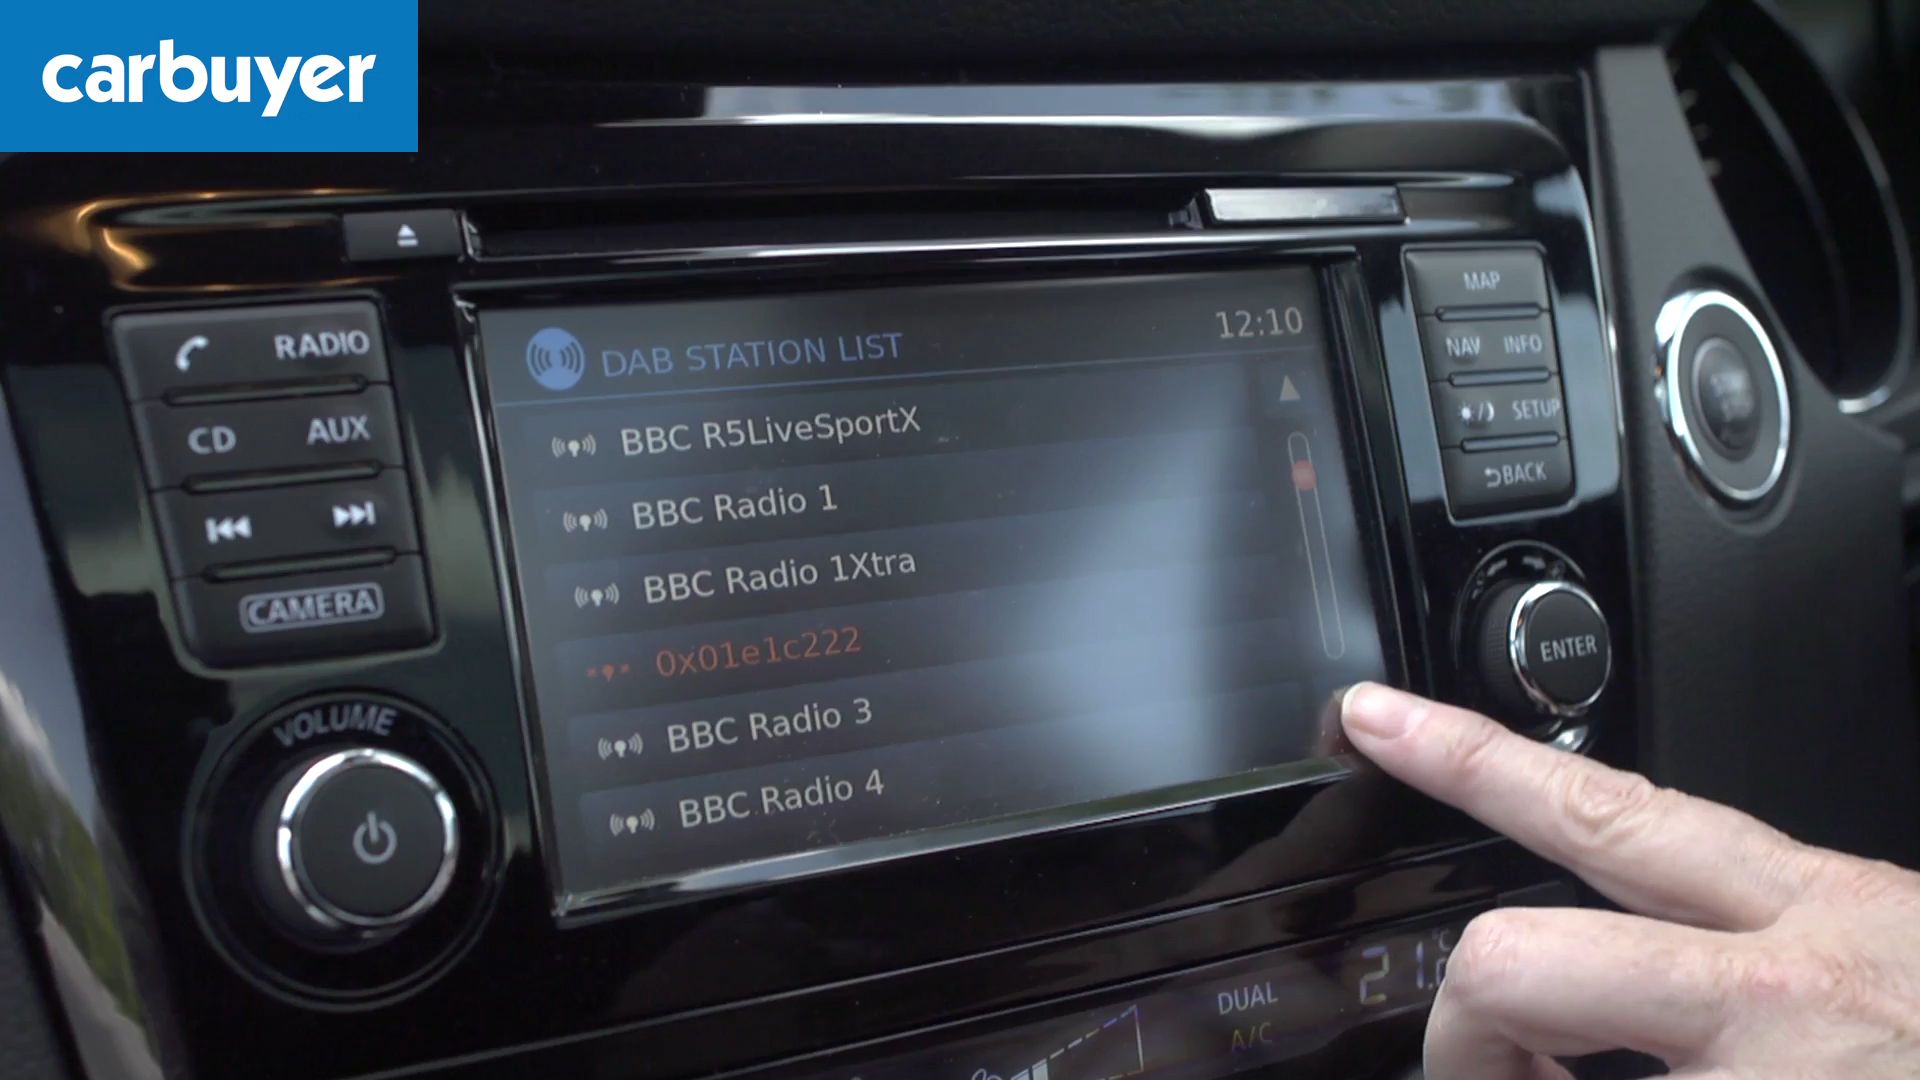 carbuyer
RADIO
CD AUX
CAMERA
VOLUME
DAB STATION LIST 12:10
BBC R5LiveSportX
BBC Radio 1
BBC Radio 1Xtra
0x01e1c222
BBC Radio 3
BBC Radio 4
MAP
NAV INFO
SETUP
BACK
ENTER
DUAL
A/C